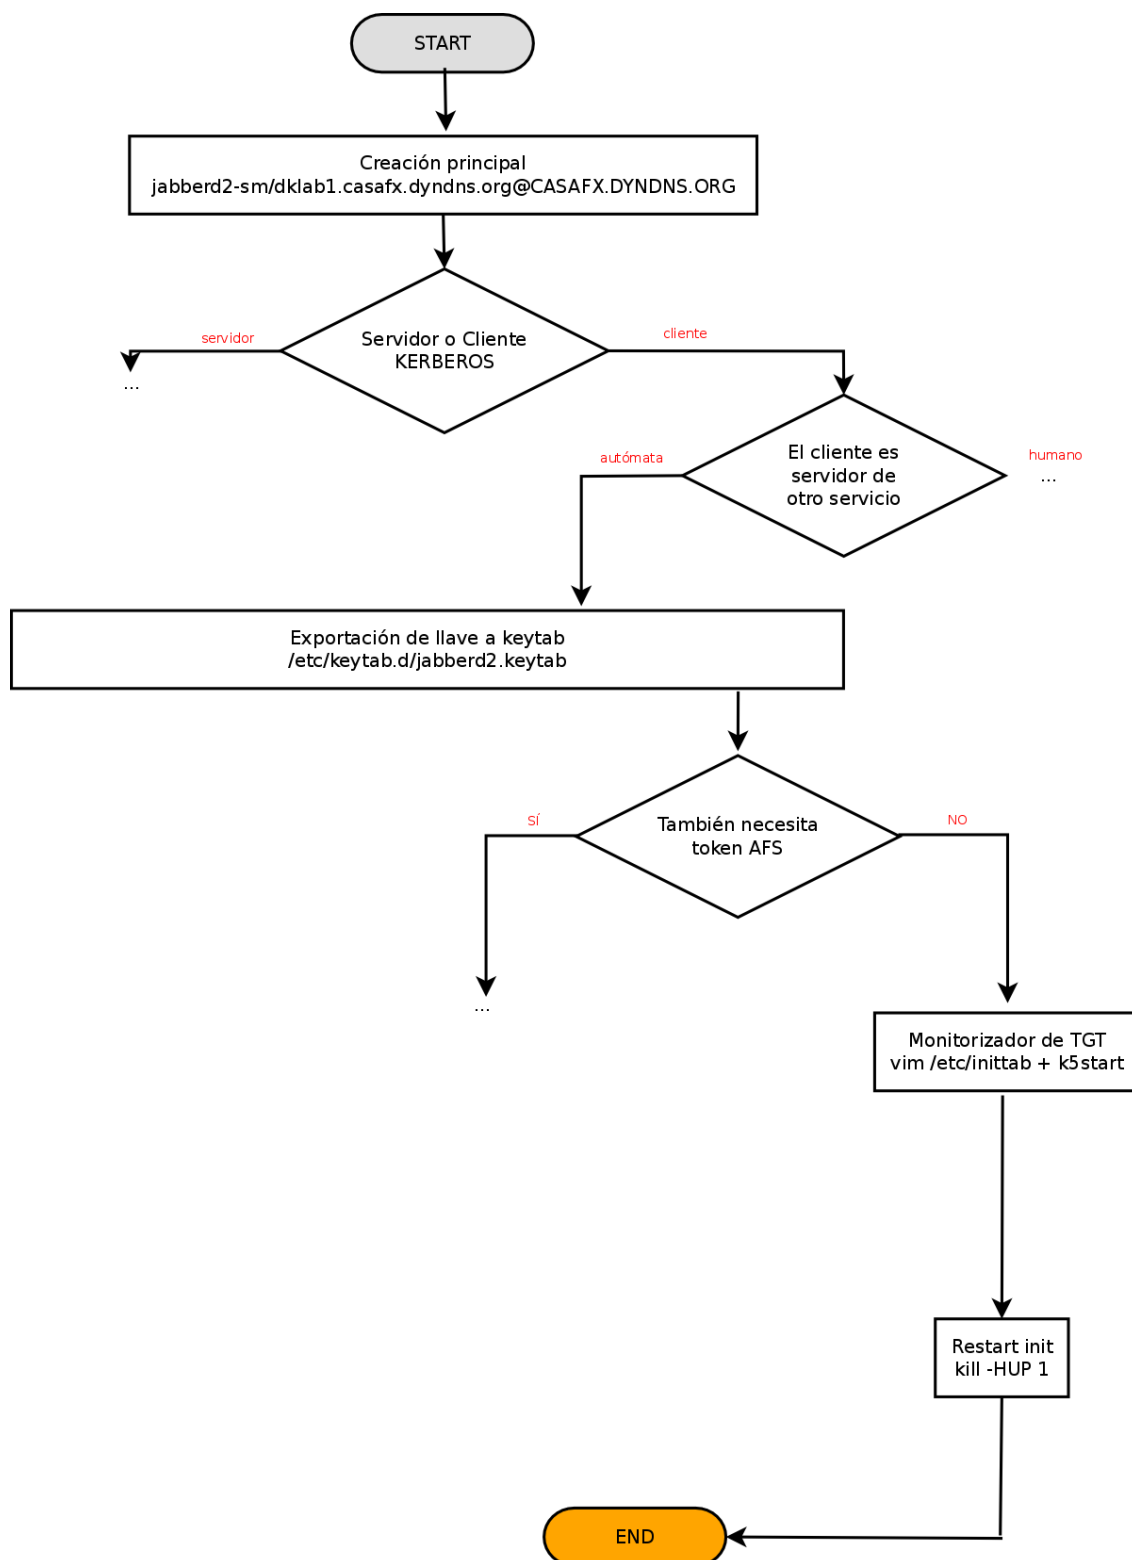 START
Creación principal
jabberd2-sm/dklab1.casafx.dyndns.org@CASAFX.DYNDNS.ORG
servidor
Servidor o Cliente
KERBEROS
cliente
...
autómata
El cliente es
servidor de
otro servicio
humano
...
Exportación de llave a keytab
/etc/keytab.d/jabberd2.keytab
SÍ
También necesita
token AFS
NO
...
Monitorizador de TGT
vim /etc/inittab + k5start
Restart init
kill -HUP 1
END